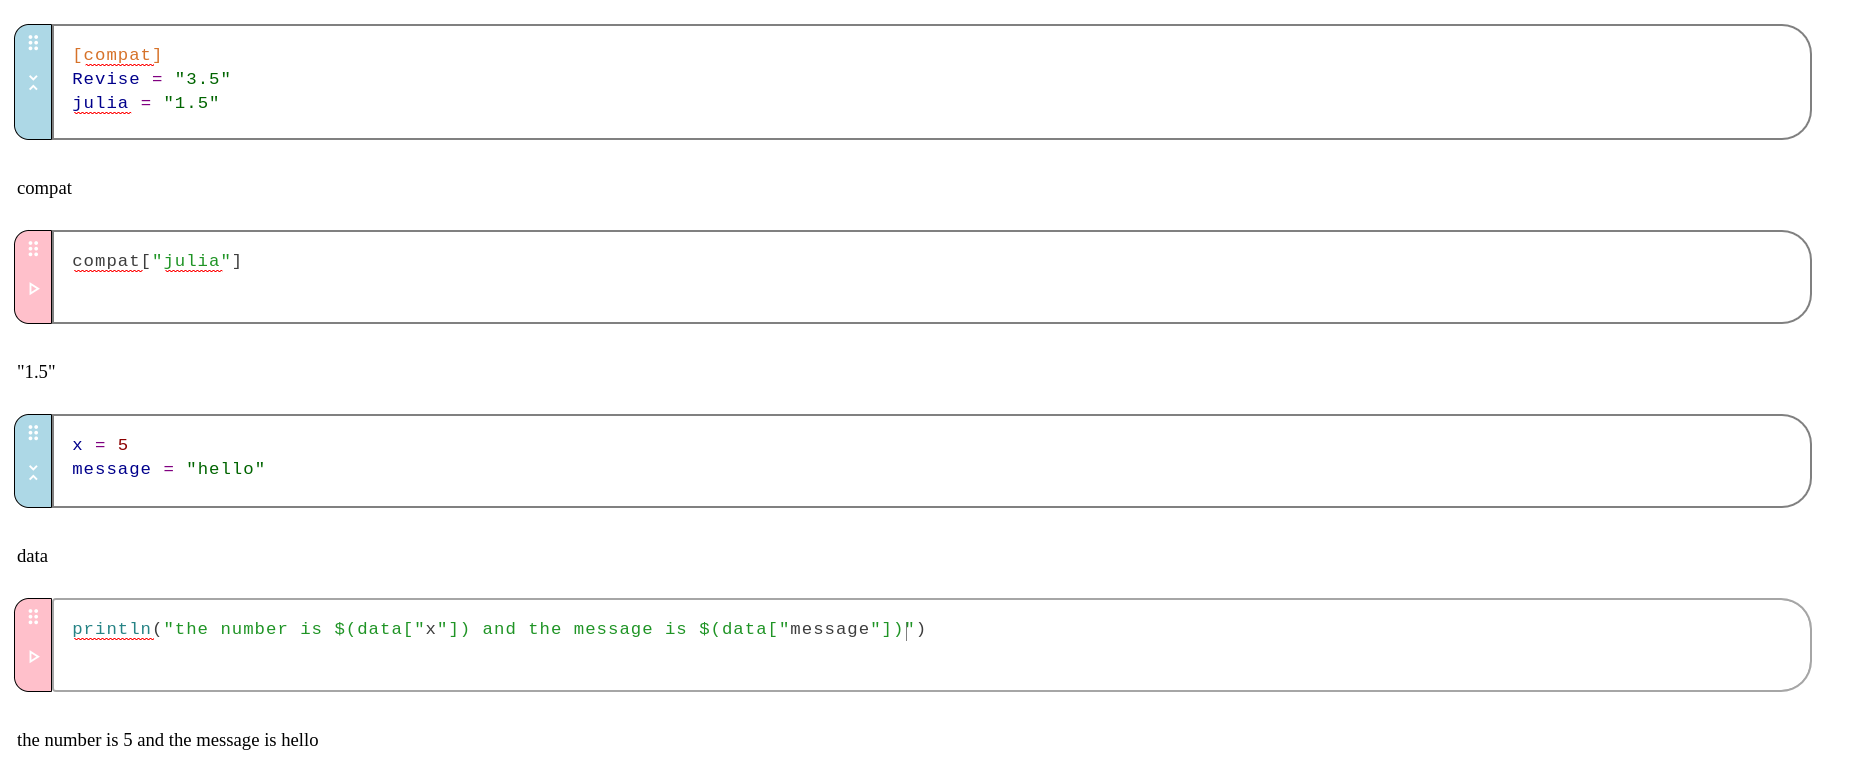 [compat]
Revise = "3.5"
julia = "1.5"
compat
compat["julia"]
"1.5"
x = 5
message = "hello"
data
println("the number is $(data["x"]) and the message is $(data["message"])")
the number is 5 and the message is hello